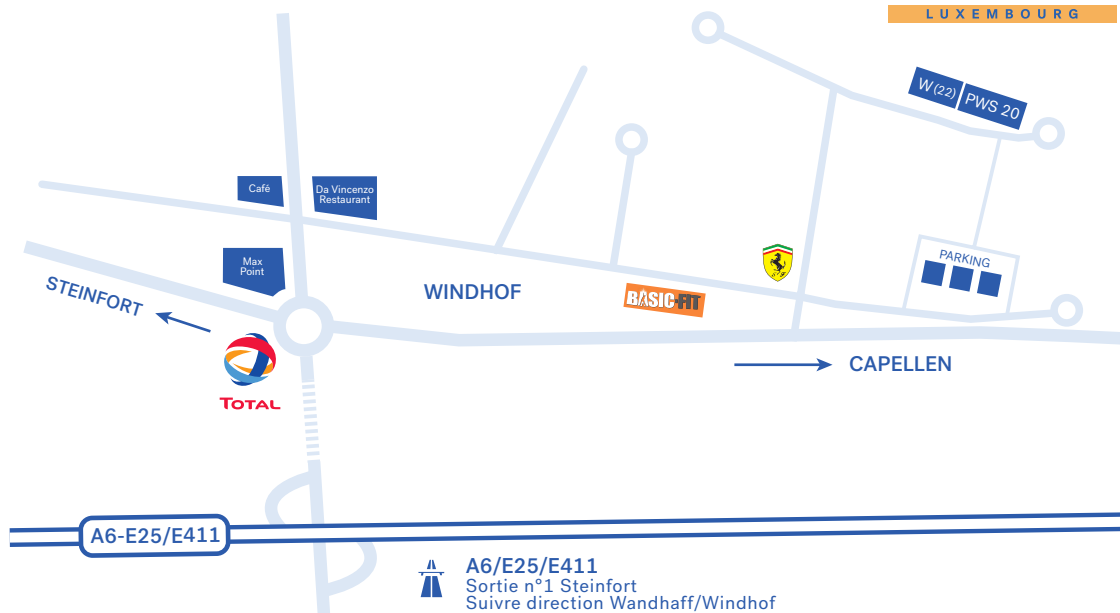 LUXEMBOURG
W (22)
PWS 20
Café
Da Vincenzo
Restaurant
Max
Point
PARKING
STEINFORT
WINDHOF
BASIC-FIT
CAPELLEN
TOTAL
A6-E25/E411
A6/E25/E411
Sortie n°1 Steinfort
Suivre direction Wandhaff/Windhof